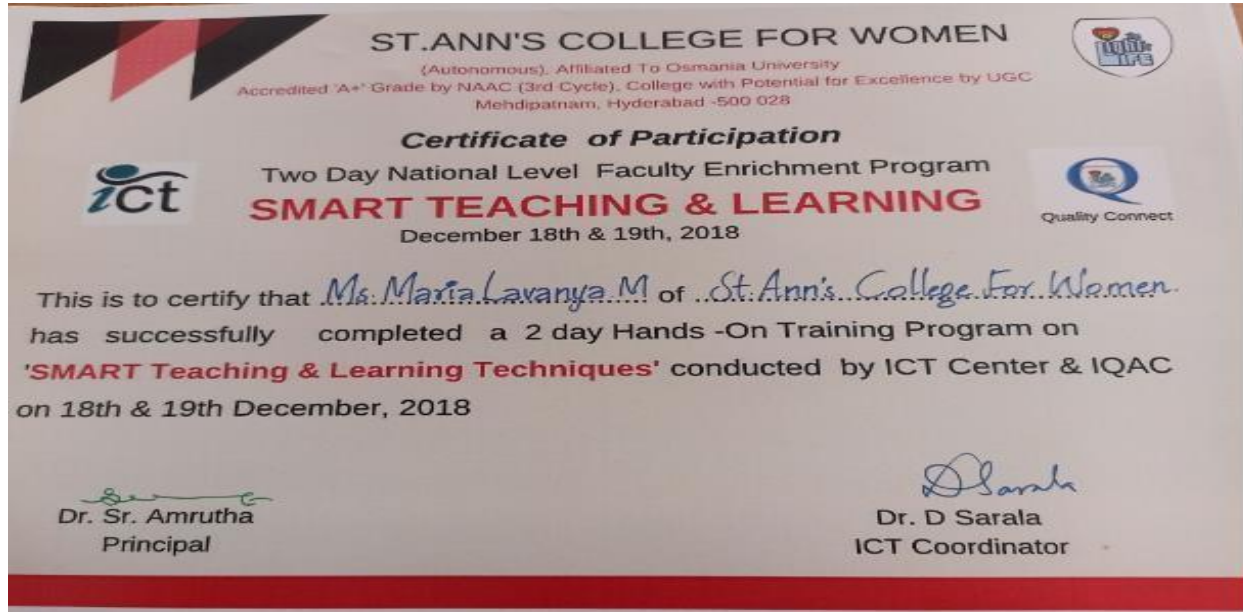 ST.ANN'S COLLEGE FOR WOMEN
(Autonomous), Affiliated To Osmania University
Accredited 'A+' Grade by NAAC (3rd Cycle), College with Potential for Excellence by UGC
Mehdipatnam, Hyderabad -500 028
Light
LIFE
Certificate of Participation
Two Day National Level Faculty Enrichment Program
ict
SMART TEACHING & LEARNING
Quality Connect
December 18th & 19th, 2018
This is to certify that Ms. Maria Lavanya M of St. Ann's College For Women.
has successfully completed a 2 day Hands -On Training Program on
'SMART Teaching & Learning Techniques' conducted by ICT Center & IQAC
on 18th & 19th December, 2018
D Sarala
Dr. Sr. Amrutha
Principal
Dr. D Sarala
ICT Coordinator